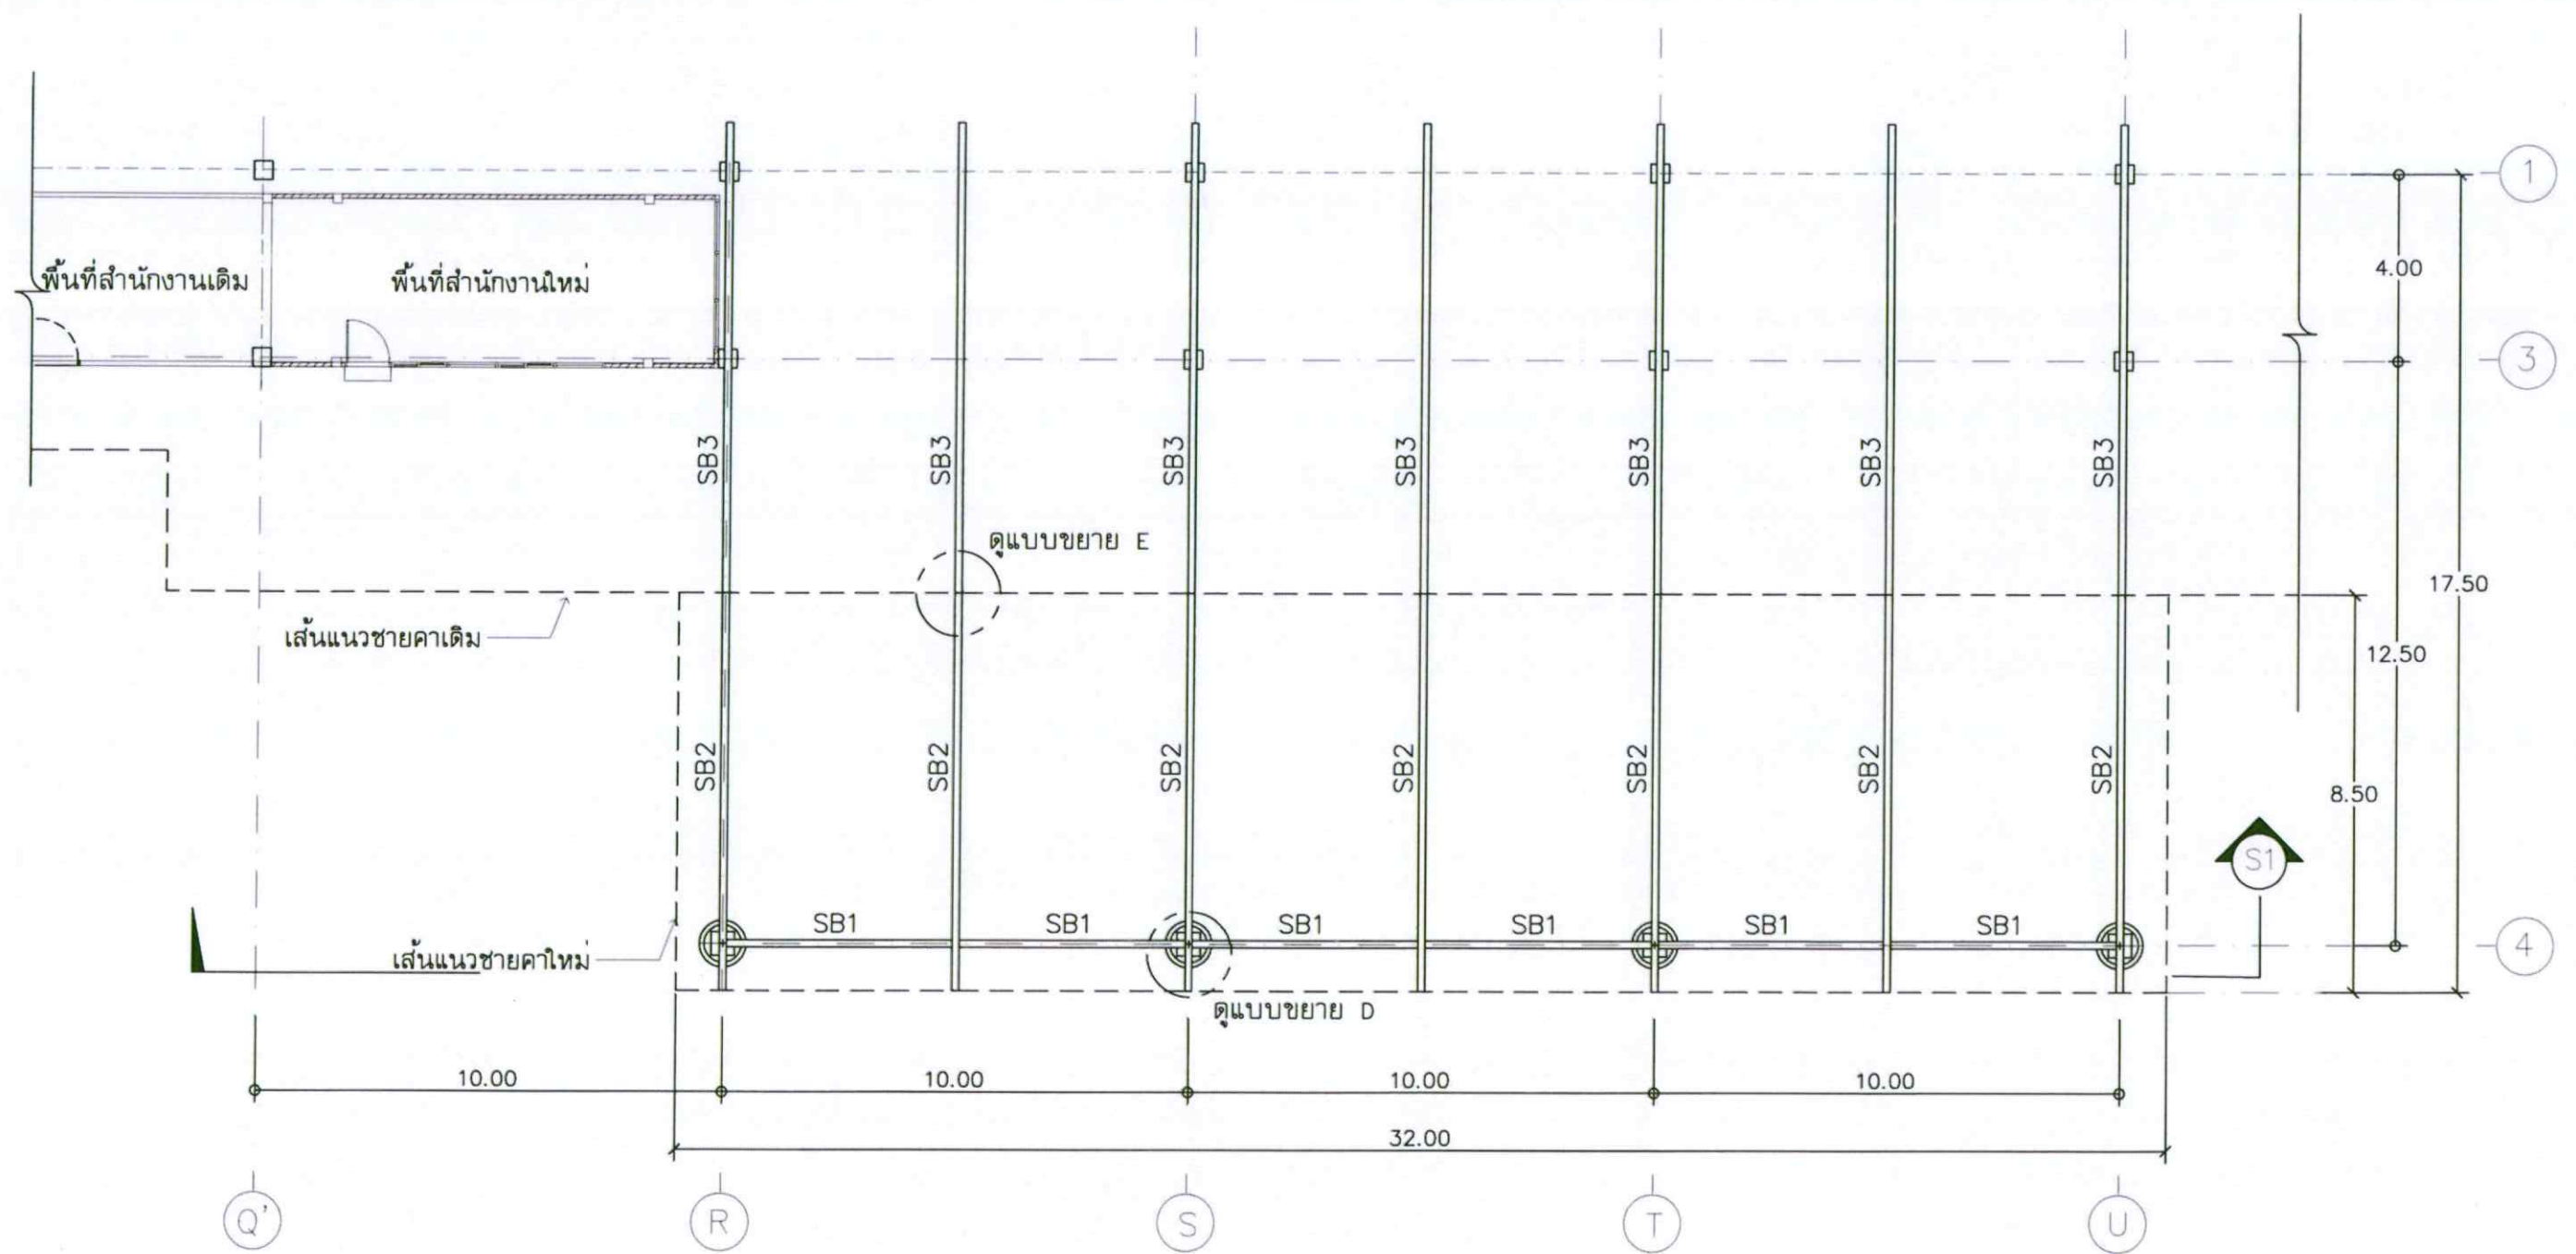 1
4.00
พื้นที่สำนักงานเดิม
พื้นที่สำนักงานใหม่
3
SB3
SB3
SB3
SB3
SB3
SB3
SB3
ดูแบบขยาย E
17.50
เส้นแนวชายคาเดิม
12.50
SB2
SB2
SB2
SB2
SB2
SB2
SB2
8.50
S1
SB1
SB1
SB1
SB1
SB1
SB1
4
เส้นแนวชายคาใหม่
ดูแบบขยาย D
10.00
10.00
10.00
10.00
32.00
Q'
R
S
T
U